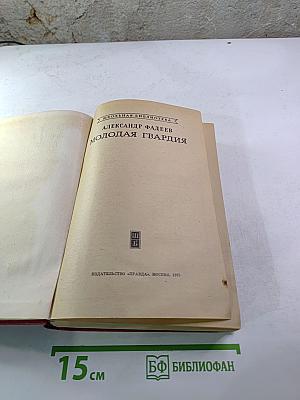 ШКОЛЬНАЯ БИБЛИОТЕКА
АЛЕКСАНДР ФАДЕЕВ
МОЛОДАЯ ГВАРДИЯ
ШБ
ИЗДАТЕЛЬСТВО «ПРАВДА», МОСКВА,
15 см
БФ БИБЛИОФАН